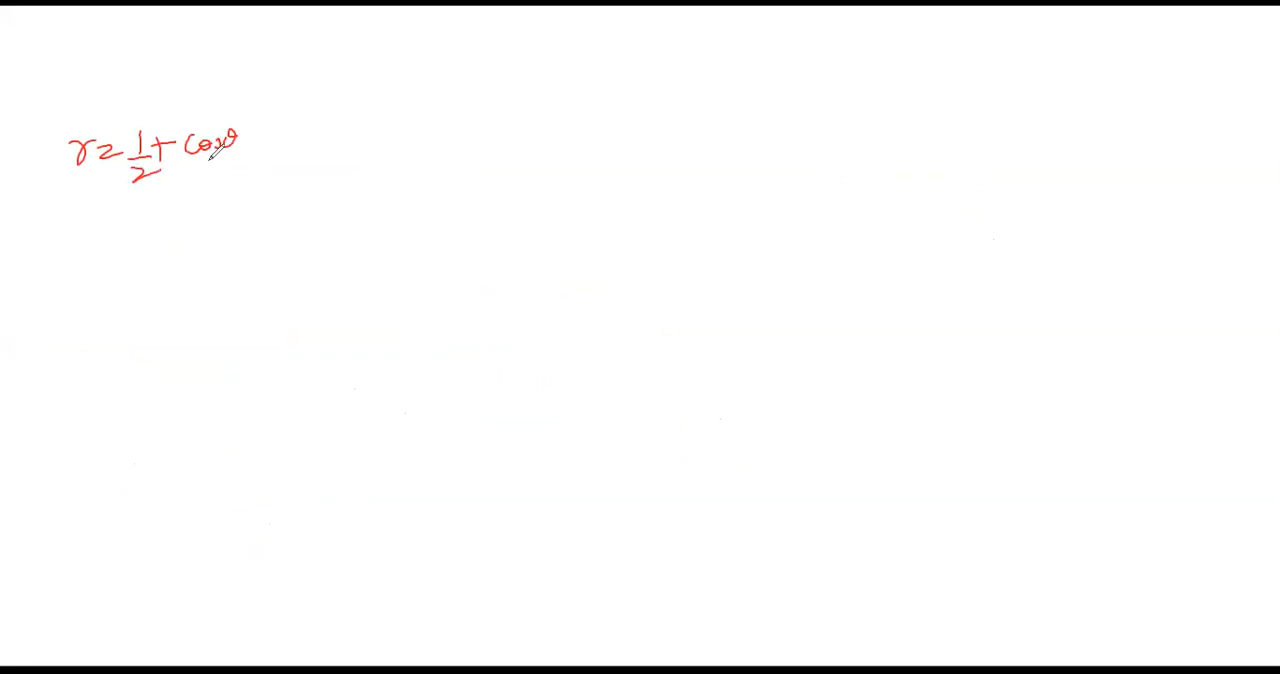 r = 1/2 + cosθ